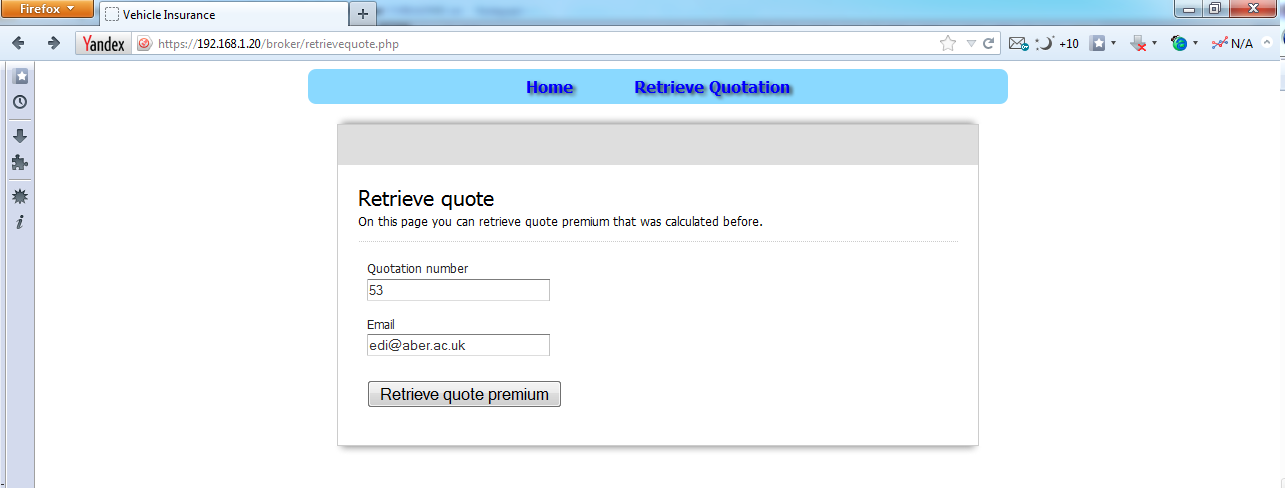 Firefox
Vehicle Insurance
Yandex
https://192.168.1.20/broker/retrievequote.php
+10
N/A
Home Retrieve Quotation
Retrieve quote
On this page you can retrieve quote premium that was calculated before.
Quotation number
53
Email
edi@aber.ac.uk
Retrieve quote premium